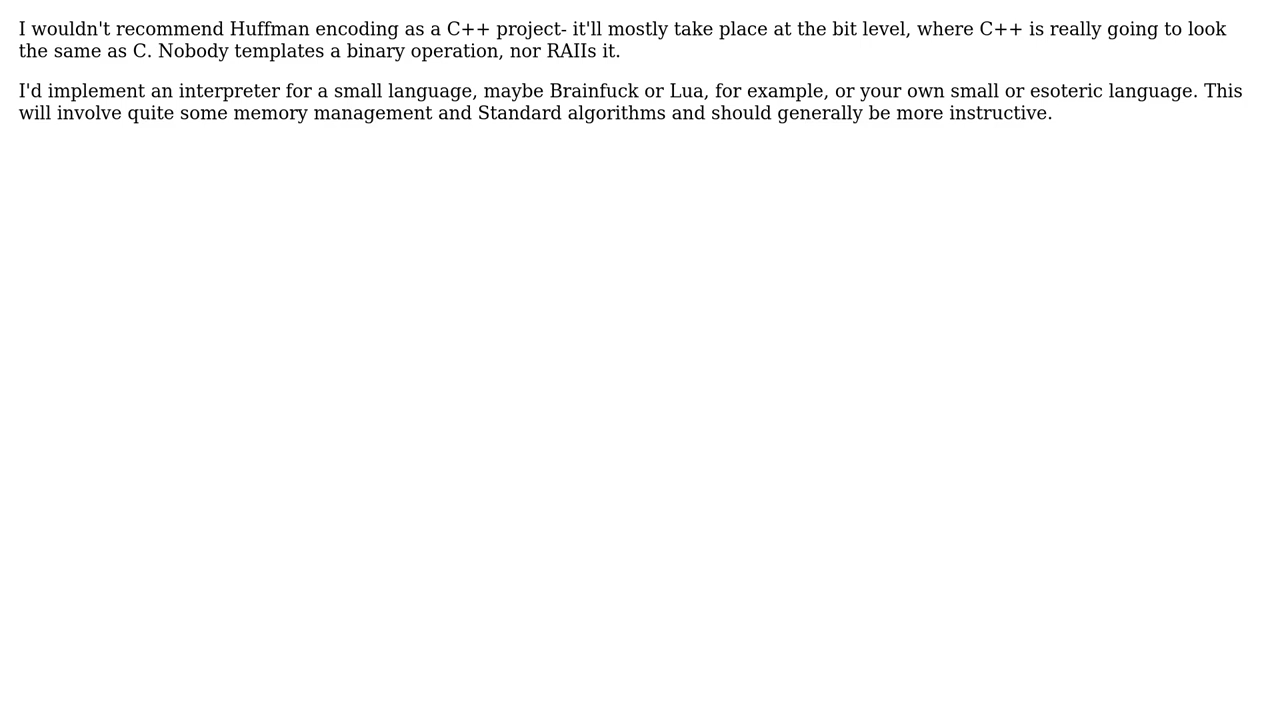 I wouldn't recommend Huffman encoding as a C++ project- it'll mostly take place at the bit level, where C++ is really going to look
the same as C. Nobody templates a binary operation, nor RAIIs it.
I'd implement an interpreter for a small language, maybe Brainfuck or Lua, for example, or your own small or esoteric language. This
will involve quite some memory management and Standard algorithms and should generally be more instructive.